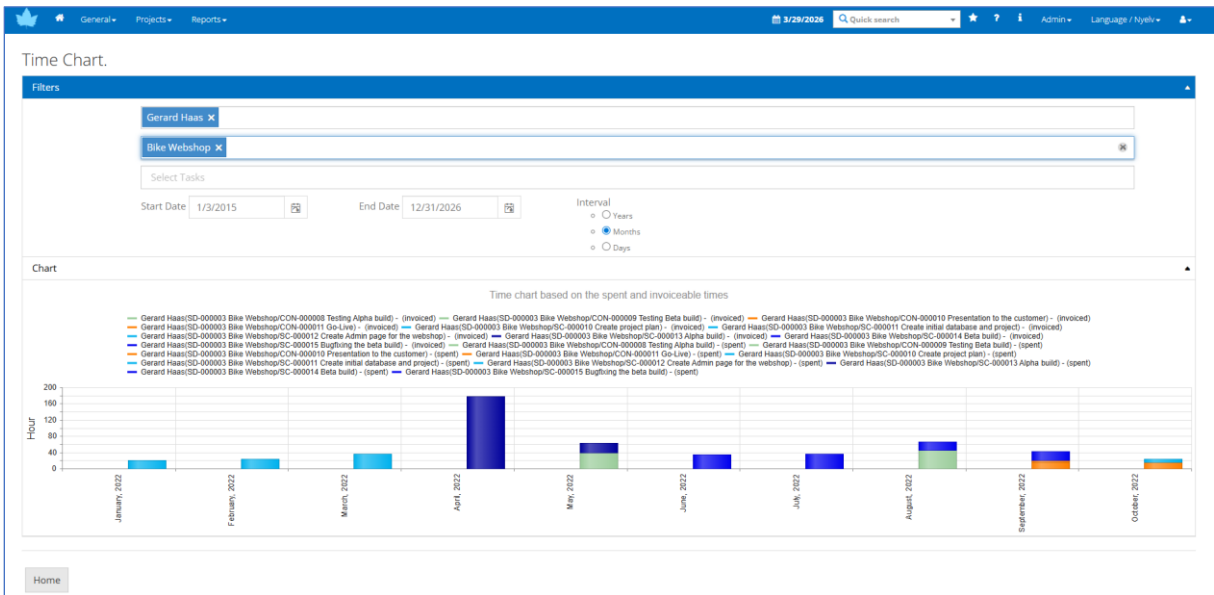 General Projects Reports 3/29/2026 Quick search ? i Admin Language / Nyelv
Time Chart.
Filters
Gerard Haas ×
Bike Webshop ×
Select Tasks
Start Date 1/3/2015 End Date 12/31/2026 Interval
Years
Months
Days
Chart
Time chart based on the spent and invoiceable times
Gerard Haas(SD-000003 Bike Webshop/CON-000008 Testing Alpha build) - (invoiced) Gerard Haas(SD-000003 Bike Webshop/CON-000009 Testing Beta build) - (invoiced) Gerard Haas(SD-000003 Bike Webshop/CON-000010 Presentation to the customer) - (invoiced)
Gerard Haas(SD-000003 Bike Webshop/CON-000011 Go-Live) - (invoiced) Gerard Haas(SD-000003 Bike Webshop/SC-000010 Create project plan) - (invoiced) Gerard Haas(SD-000003 Bike Webshop/SC-000011 Create initial database and project) - (invoiced)
Gerard Haas(SD-000003 Bike Webshop/SC-000012 Create Admin page for the webshop) - (invoiced) Gerard Haas(SD-000003 Bike Webshop/SC-000013 Alpha build) - (invoiced) Gerard Haas(SD-000003 Bike Webshop/SC-000014 Beta build) - (invoiced)
Gerard Haas(SD-000003 Bike Webshop/SC-000015 Bugfixing the beta build) - (invoiced) Gerard Haas(SD-000003 Bike Webshop/CON-000008 Testing Alpha build) - (spent) Gerard Haas(SD-000003 Bike Webshop/CON-000009 Testing Beta build) - (spent)
Gerard Haas(SD-000003 Bike Webshop/CON-000010 Presentation to the customer) - (spent) Gerard Haas(SD-000003 Bike Webshop/CON-000011 Go-Live) - (spent) Gerard Haas(SD-000003 Bike Webshop/SC-000010 Create project plan) - (spent)
Gerard Haas(SD-000003 Bike Webshop/SC-000011 Create initial database and project) - (spent) Gerard Haas(SD-000003 Bike Webshop/SC-000012 Create Admin page for the webshop) - (spent) Gerard Haas(SD-000003 Bike Webshop/SC-000013 Alpha build) - (spent)
Gerard Haas(SD-000003 Bike Webshop/SC-000014 Beta build) - (spent) Gerard Haas(SD-000003 Bike Webshop/SC-000015 Bugfixing the beta build) - (spent)
Hour
200
160
120
80
40
0
January, 2022
February, 2022
March, 2022
April, 2022
May, 2022
June, 2022
July, 2022
August, 2022
September, 2022
October, 2022
Home